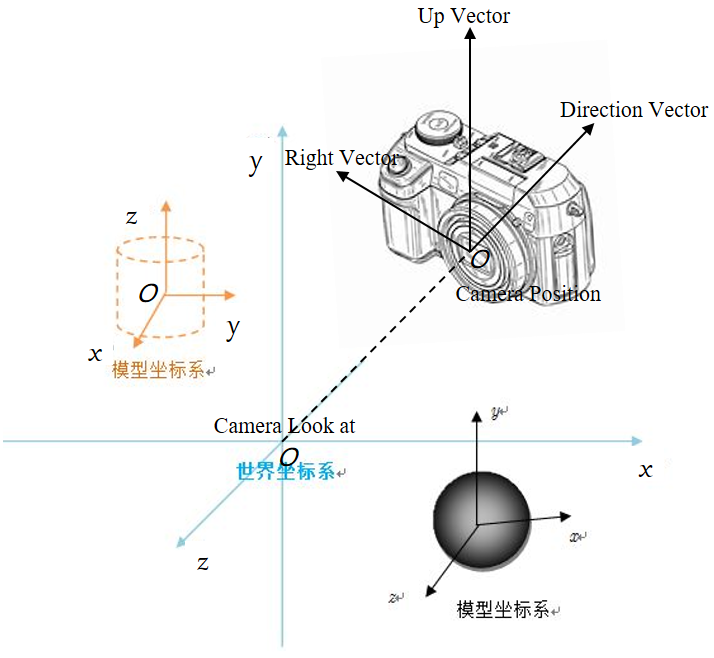 Up Vector
Direction Vector
y
Right Vector
z
O
O
Camera Position
y
x
模型坐标系↵
Camera Look at
y↵
O
x
世界坐标系↵
x↵
z
z↵
模型坐标系↵